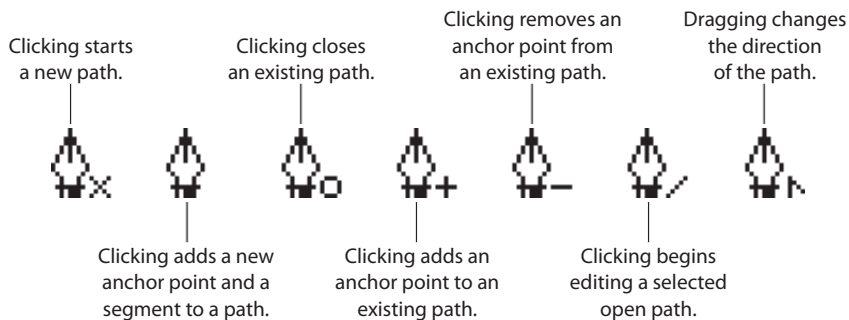 Clicking starts
a new path.
Clicking closes
an existing path.
Clicking removes an
anchor point from
an existing path.
Dragging changes
the direction
of the path.
Clicking adds a new
anchor point and a
segment to a path.
Clicking adds an
anchor point to an
existing path.
Clicking begins
editing a selected
open path.